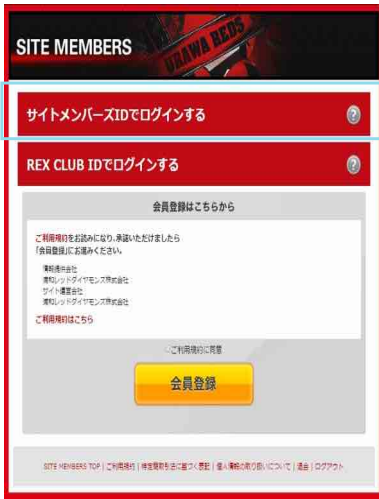 SITE MEMBERS
URAWA REDS
サイトメンバーズIDでログインする
?
REX CLUB IDでログインする
?
会員登録はこちらから
ご利用規約をお読みになり、承諾いただけましたら
「会員登録」にお進みください。
情報提供会社
浦和レッドダイヤモンズ株式会社
サイト運営会社
浦和レッドダイヤモンズ株式会社
ご利用規約はこちら
ご利用規約に同意
会員登録
SITE MEMBERS TOP | ご利用規約 | 特定商取引法に基づく表記 | 個人情報の取り扱いについて | 退会 | ログアウト